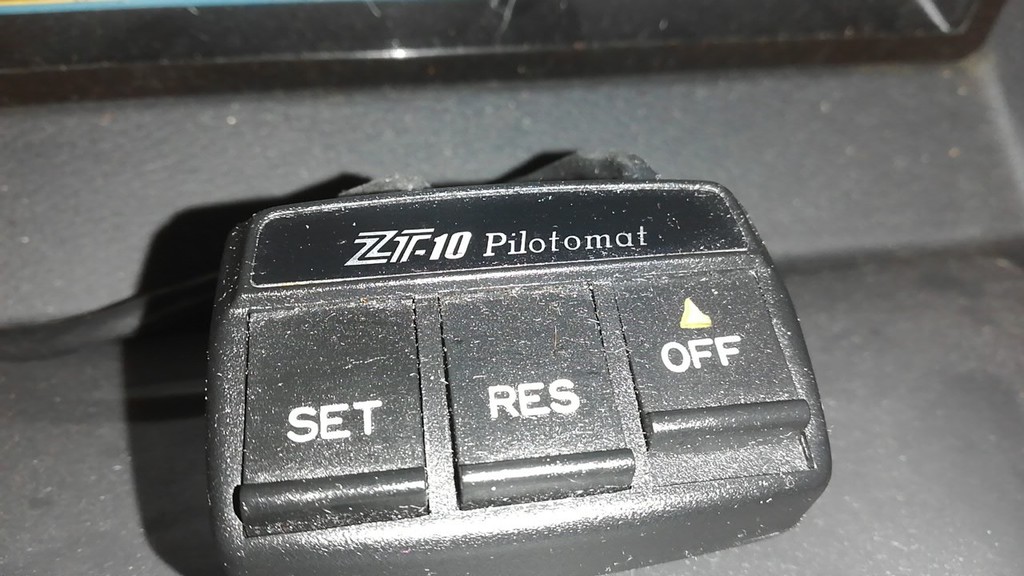 ZT-10 Pilotomat
SET
RES
OFF